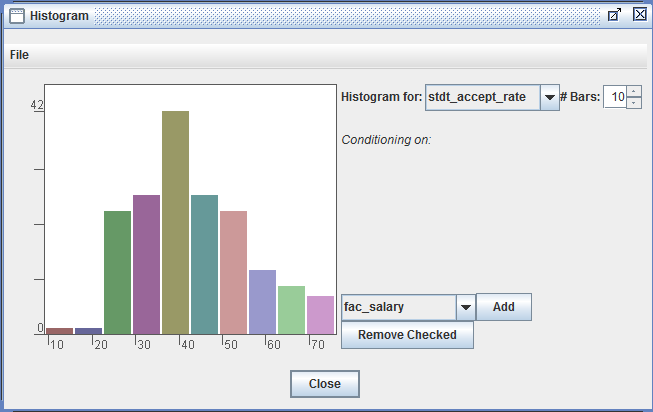 Histogram
File
42
0
10 20 30 40 50 60 70
Histogram for: stdt_accept_rate # Bars: 10
Conditioning on:
fac_salary Add
Remove Checked
Close